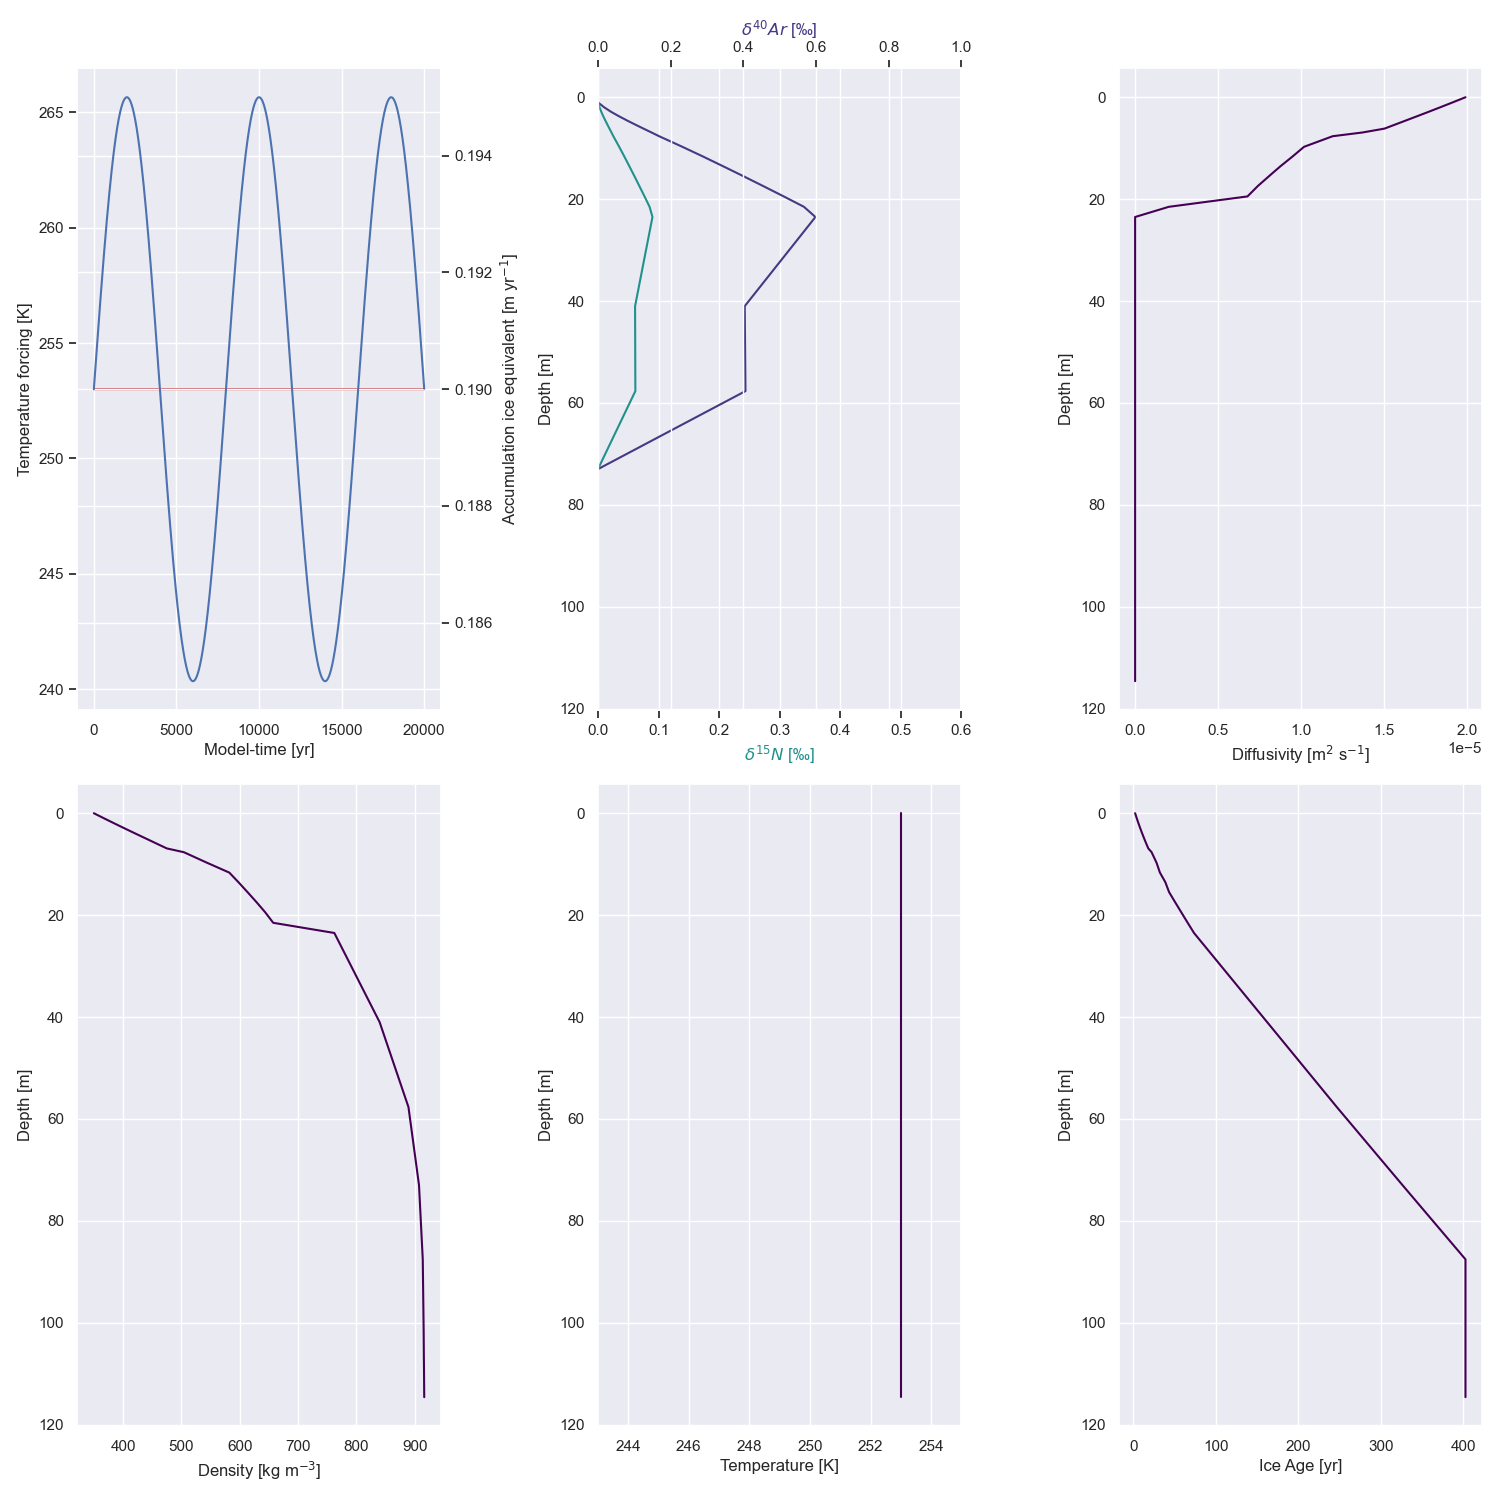 δ⁴⁰Ar [‰]
0.0 0.2 0.4 0.6 0.8 1.0
265
260
255
250
245
240
Temperature forcing [K]
0 5000 10000 15000 20000
Model-time [yr]
0.194
0.192
0.190
0.188
0.186
Accumulation ice equivalent [m yr⁻¹]
0
20
40
60
80
100
120
Depth [m]
0.0 0.1 0.2 0.3 0.4 0.5 0.6
δ¹⁵N [‰]
0
20
40
60
80
100
120
Depth [m]
0.0 0.5 1.0 1.5 2.0
1e−5
Diffusivity [m² s⁻¹]
0
20
40
60
80
100
120
Depth [m]
400 500 600 700 800 900
Density [kg m⁻³]
0
20
40
60
80
100
120
Depth [m]
244 246 248 250 252 254
Temperature [K]
0
20
40
60
80
100
120
Depth [m]
0 100 200 300 400
Ice Age [yr]